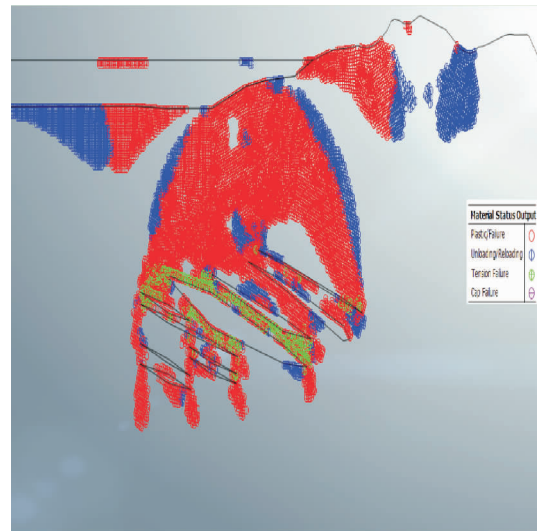 Material Status Output
Plastic/Failure
Unloading/Reloading
Tension Failure
Cap Failure